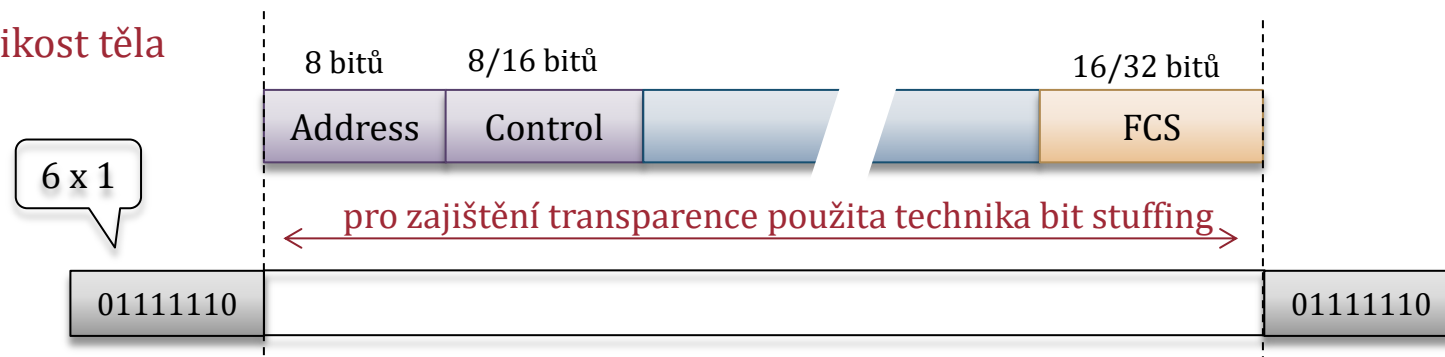 ikost těla
8 bitů
8/16 bitů
16/32 bitů
Address
Control
FCS
6 x 1
pro zajištění transparence použita technika bit stuffing
01111110
01111110